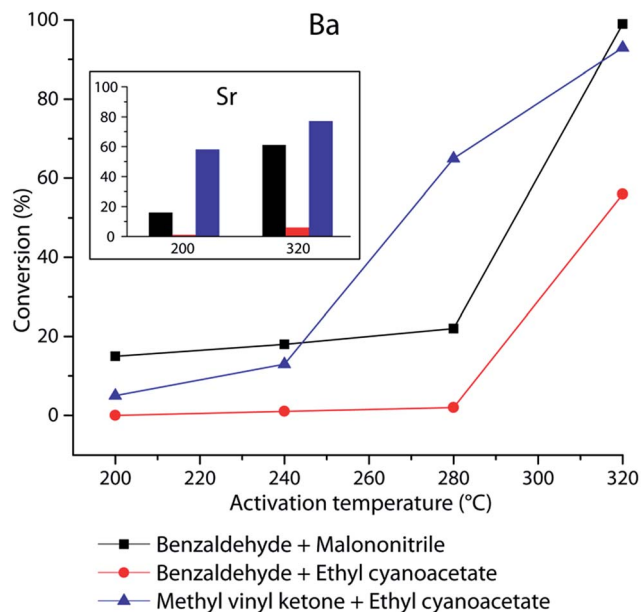 Ba
100
80
60
40
20
0
Conversion (%)
Sr
100
80
60
40
20
0
200 320
200 220 240 260 280 300 320
Activation temperature (°C)
Benzaldehyde + Malononitrile
Benzaldehyde + Ethyl cyanoacetate
Methyl vinyl ketone + Ethyl cyanoacetate